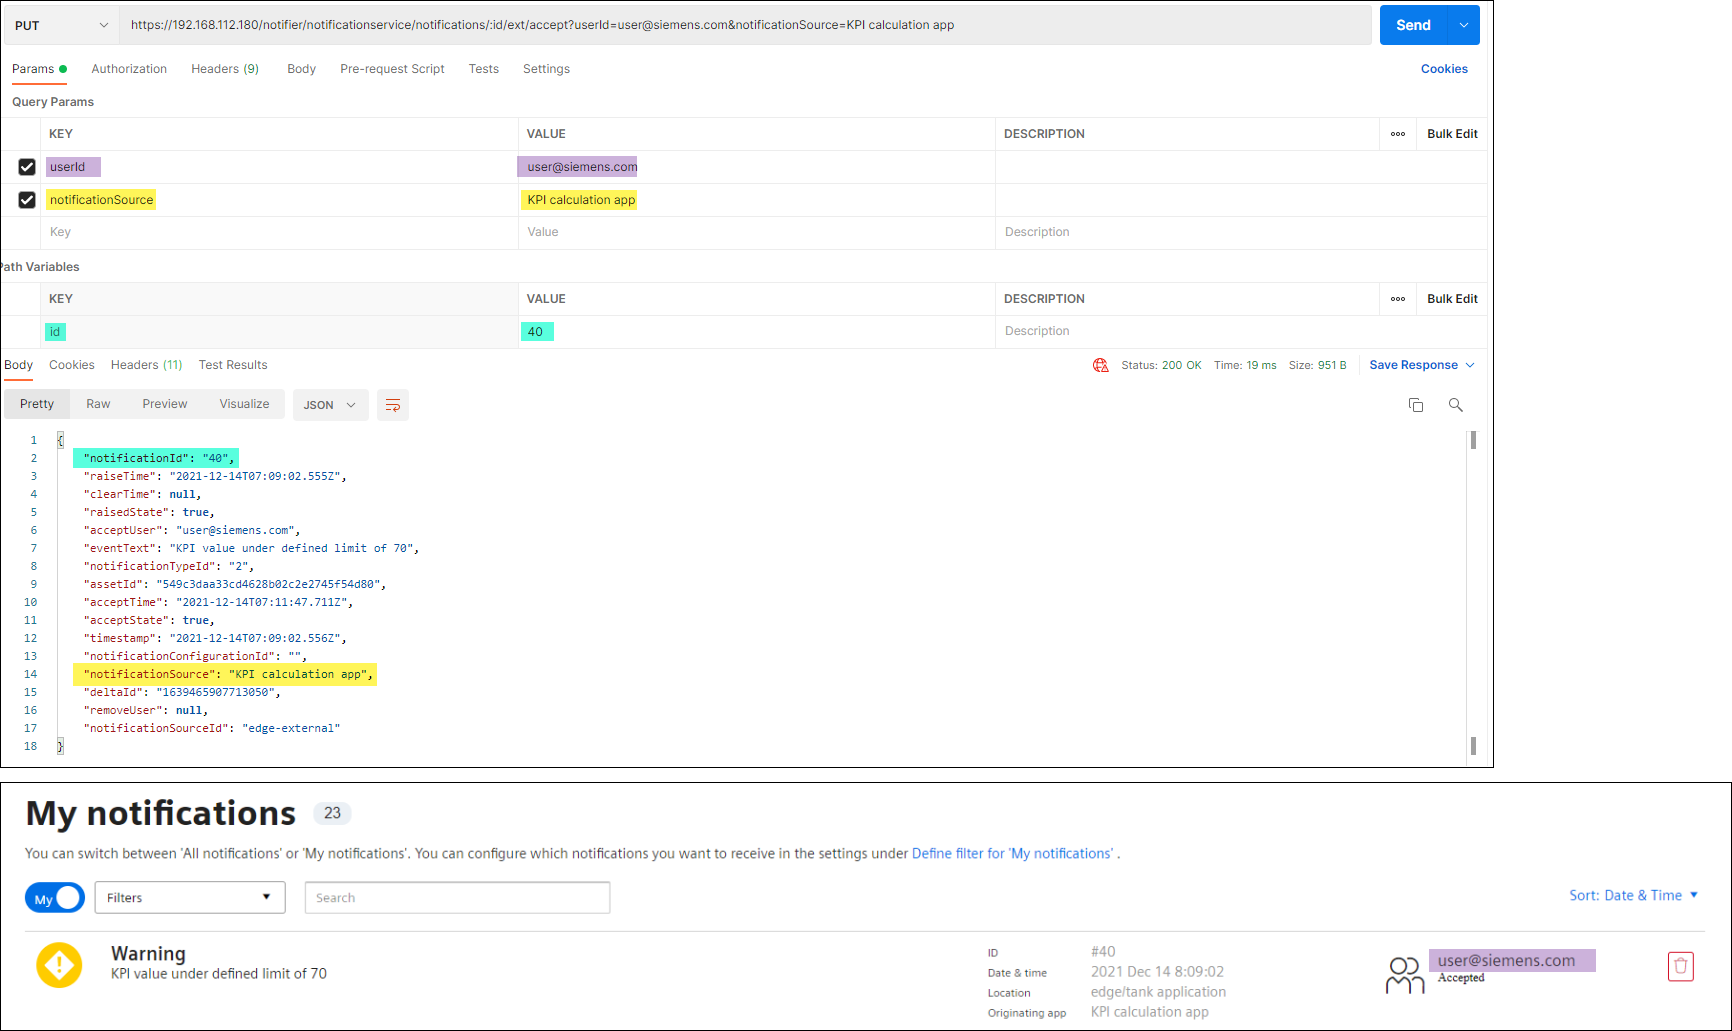 PUT https://192.168.112.180/notifier/notificationservice/notifications/:id/ext/accept?userId=user@siemens.com&notificationSource=KPI calculation app Send
Params Authorization Headers (9) Body Pre-request Script Tests Settings Cookies
Query Params
KEY VALUE DESCRIPTION Bulk Edit
userId user@siemens.com
notificationSource KPI calculation app
Key Value Description
Path Variables
KEY VALUE DESCRIPTION Bulk Edit
id 40 Description
Body Cookies Headers (11) Test Results Status: 200 OK Time: 19 ms Size: 951 B Save Response
Pretty Raw Preview Visualize JSON
1 {
2 "notificationId": "40",
3 "raiseTime": "2021-12-14T07:09:02.555Z",
4 "clearTime": null,
5 "raisedState": true,
6 "acceptUser": "user@siemens.com",
7 "eventText": "KPI value under defined limit of 70",
8 "notificationTypeId": "2",
9 "assetId": "549c3daa33cd4628b02c2e2745f54d80",
10 "acceptTime": "2021-12-14T07:11:47.711Z",
11 "acceptState": true,
12 "timestamp": "2021-12-14T07:09:02.556Z",
13 "notificationConfigurationId": "",
14 "notificationSource": "KPI calculation app",
15 "deltaId": "1639465907713050",
16 "removeUser": null,
17 "notificationSourceId": "edge-external"
18 }
My notifications 23
You can switch between 'All notifications' or 'My notifications'. You can configure which notifications you want to receive in the settings under Define filter for 'My notifications' .
My Filters Search Sort: Date & Time
Warning
KPI value under defined limit of 70
ID #40
Date & time 2021 Dec 14 8:09:02
Location edge/tank application
Originating app KPI calculation app
user@siemens.com
Accepted